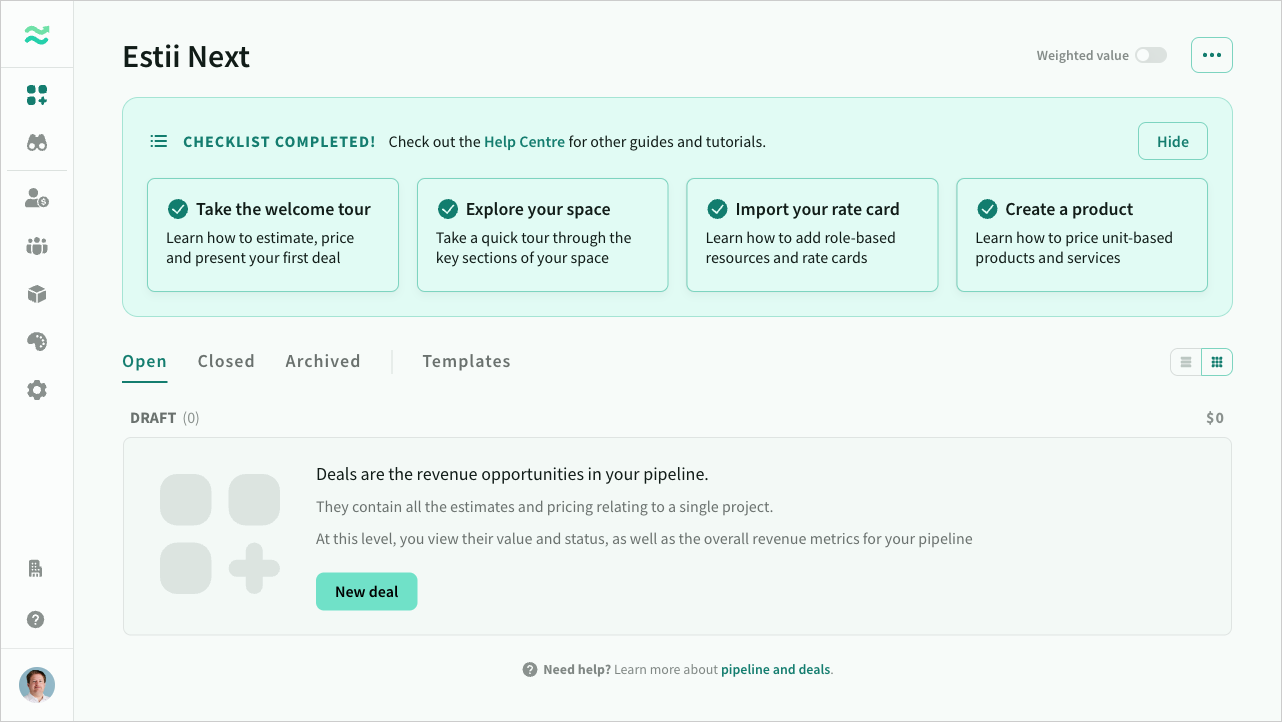 Estii Next
Weighted value
CHECKLIST COMPLETED! Check out the Help Centre for other guides and tutorials.
Hide
Take the welcome tour
Learn how to estimate, price
and present your first deal
Explore your space
Take a quick tour through the
key sections of your space
Import your rate card
Learn how to add role-based
resources and rate cards
Create a product
Learn how to price unit-based
products and services
Open Closed Archived Templates
DRAFT (0)
$0
Deals are the revenue opportunities in your pipeline.
They contain all the estimates and pricing relating to a single project.
At this level, you view their value and status, as well as the overall revenue metrics for your pipeline
New deal
Need help? Learn more about pipeline and deals.